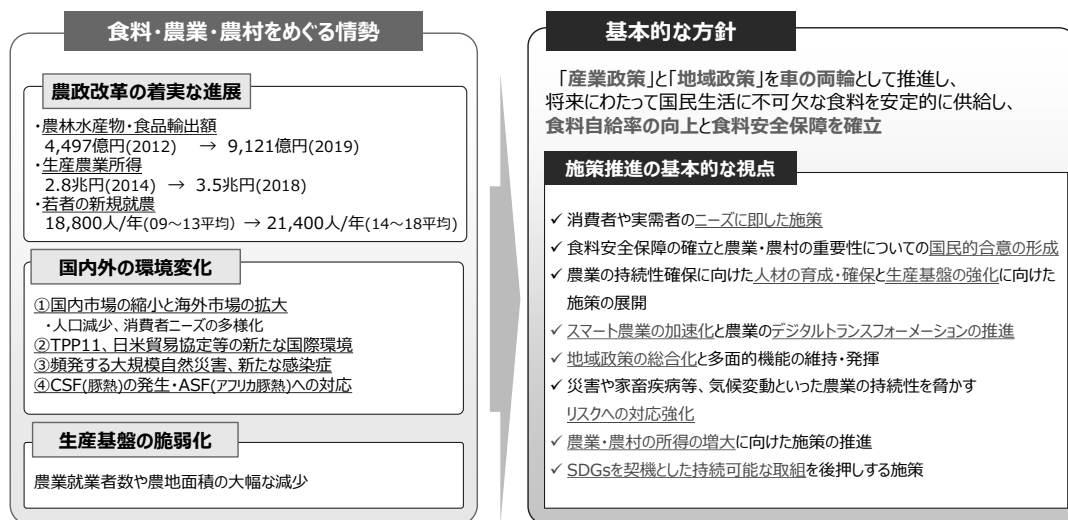 食料・農業・農村をめぐる情勢
農政改革の着実な進展
・農林水産物・食品輸出額
4,497億円(2012) → 9,121億円(2019)
・生産農業所得
2.8兆円(2014) → 3.5兆円(2018)
・若者の新規就農
18,800人/年(09～13平均) → 21,400人/年(14～18平均)
国内外の環境変化
①国内市場の縮小と海外市場の拡大
・人口減少、消費者ニーズの多様化
②TPP11、日米貿易協定等の新たな国際環境
③頻発する大規模自然災害、新たな感染症
④CSF(豚熱)の発生・ASF(アフリカ豚熱)への対応
生産基盤の脆弱化
農業就業者数や農地面積の大幅な減少
基本的な方針
「産業政策」と「地域政策」を車の両輪として推進し、
将来にわたって国民生活に不可欠な食料を安定的に供給し、
食料自給率の向上と食料安全保障を確立
施策推進の基本的な視点
✓ 消費者や実需者のニーズに即した施策
✓ 食料安全保障の確立と農業・農村の重要性についての国民的合意の形成
✓ 農業の持続性確保に向けた人材の育成・確保と生産基盤の強化に向けた
施策の展開
✓ スマート農業の加速化と農業のデジタルトランスフォーメーションの推進
✓ 地域政策の総合化と多面的機能の維持・発揮
✓ 災害や家畜疾病等、気候変動といった農業の持続性を脅かす
リスクへの対応強化
✓ 農業・農村の所得の増大に向けた施策の推進
✓ SDGsを契機とした持続可能な取組を後押しする施策